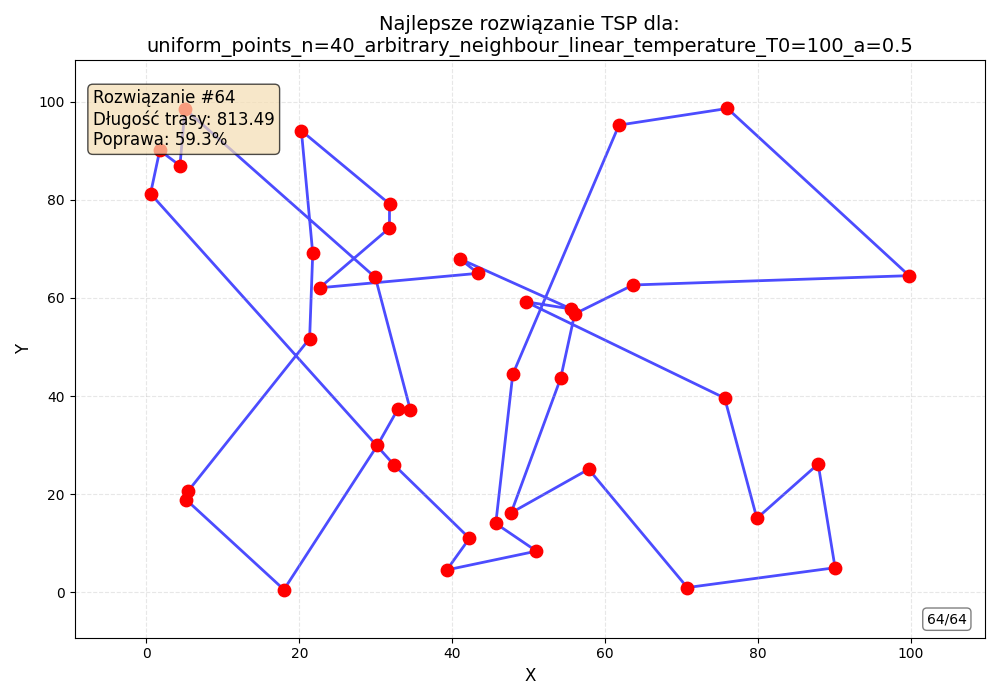 Najlepsze rozwiązanie TSP dla:
uniform_points_n=40_arbitrary_neighbour_linear_temperature_T0=100_a=0.5
Rozwiązanie #64
Długość trasy: 813.49
Poprawa: 59.3%
100
80
60
40
20
0
Y
64/64
0 20 40 60 80 100
X